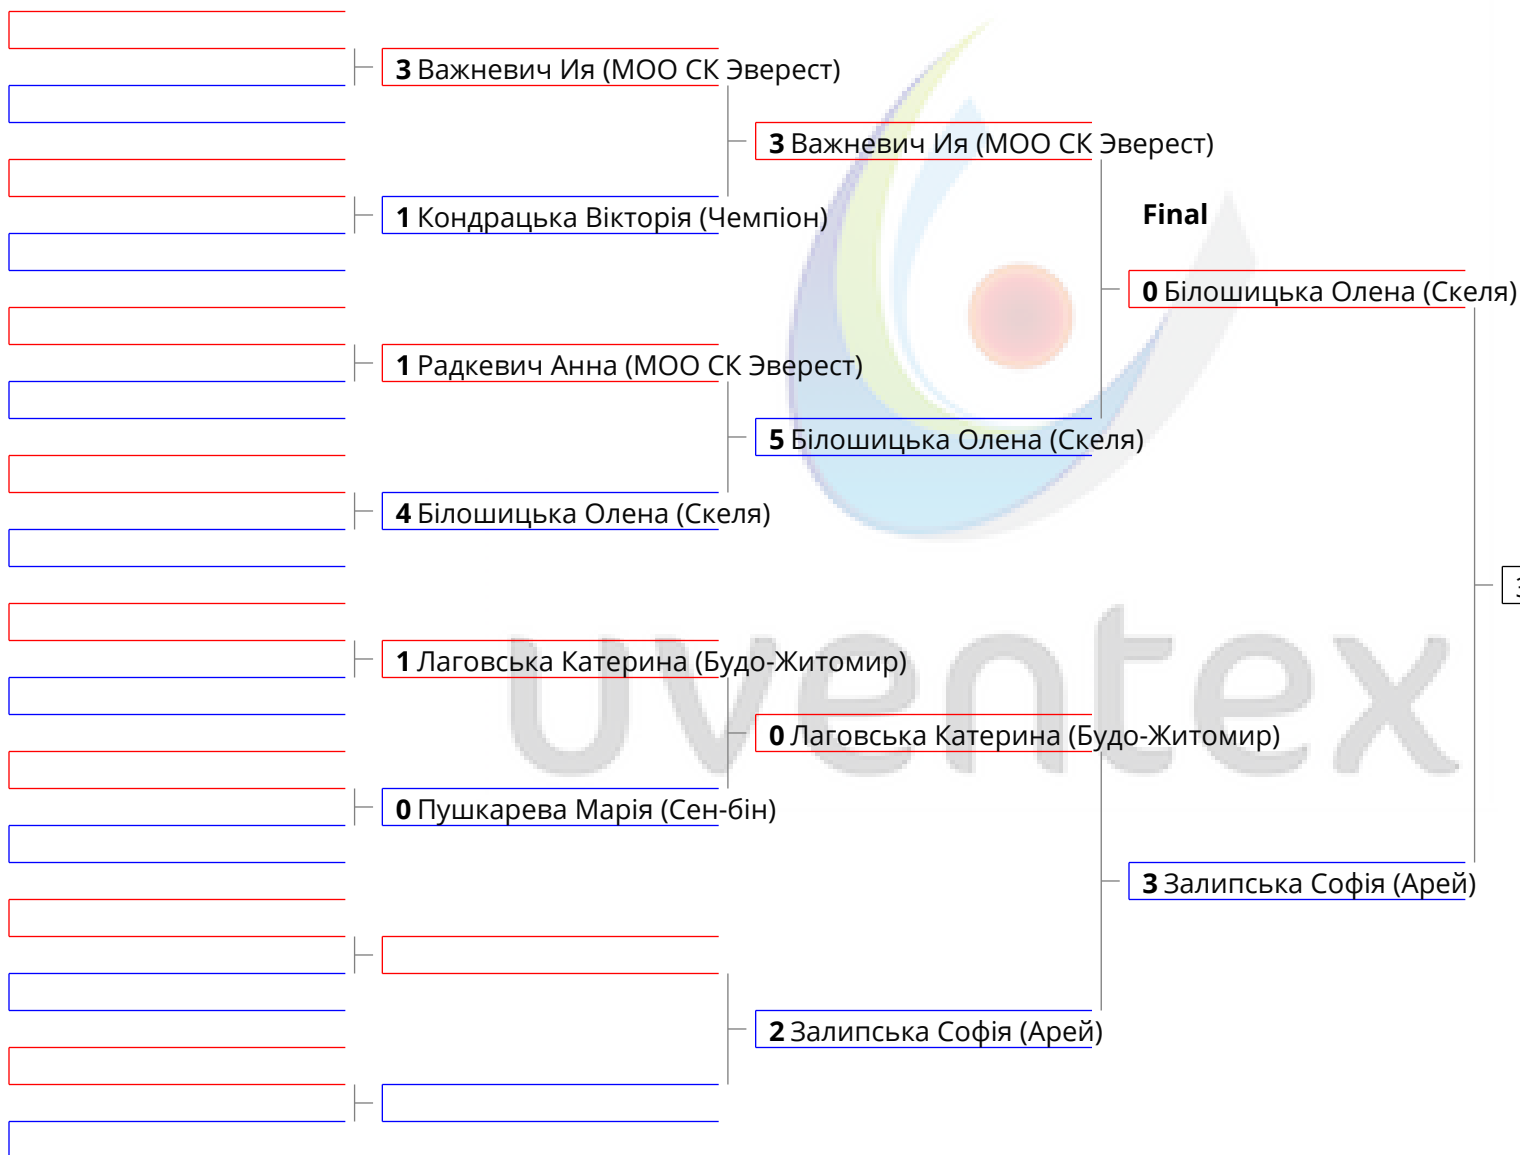 3 Важневич Ия (МОО СК Эверест)
3 Важневич Ия (МОО СК Эверест)
1 Кондрацька Вікторія (Чемпіон)
Final
0 Білошицька Олена (Скеля)
1 Радкевич Анна (МОО СК Эверест)
5 Білошицька Олена (Скеля)
4 Білошицька Олена (Скеля)
uventex
1 Лаговська Катерина (Будо-Житомир)
0 Лаговська Катерина (Будо-Житомир)
0 Пушкарева Марія (Сен-бін)
3 Залипська Софія (Арей)
2 Залипська Софія (Арей)